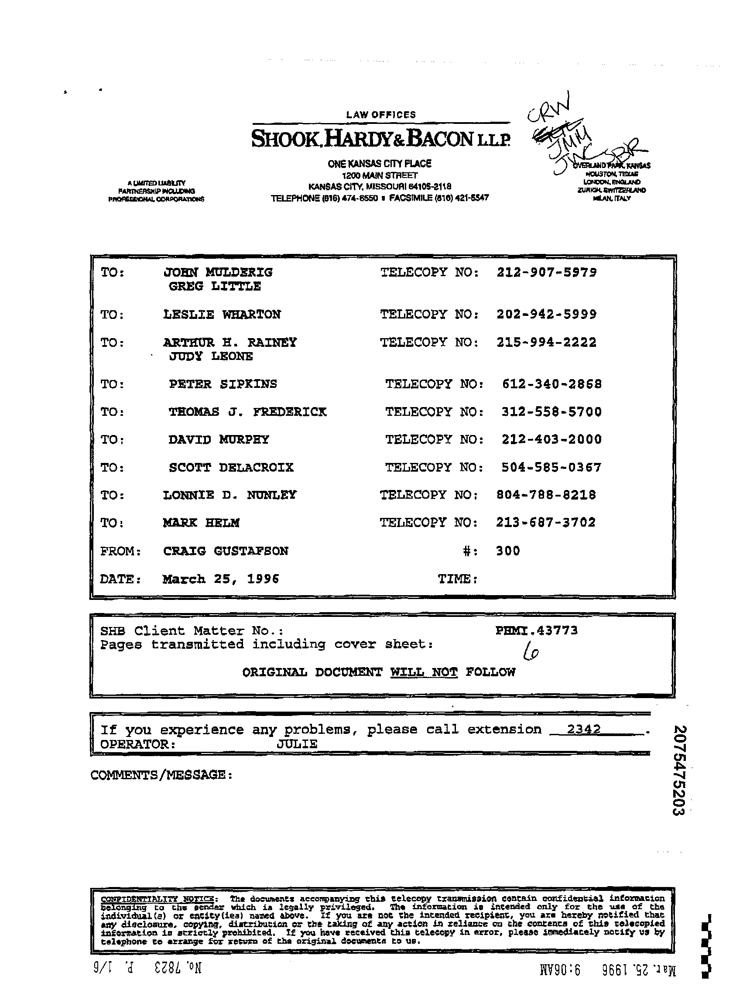 LAW OFFICES
SHOOK, HARDY & BACON L.L.P.
ONE KANSAS CITY PLACE
1200 MAIN STREET
KANSAS CITY, MISSOURI 64105-2118
TELEPHONE (816) 474-6550 ■ FACSIMILE (816) 421-5547
A LIMITED LIABILITY
PARTNERSHIP INCLUDING
PROFESSIONAL CORPORATIONS
CRW
JMM
JWC SBR
OVERLAND PARK, KANSAS
HOUSTON, TEXAS
LONDON, ENGLAND
ZURICH, SWITZERLAND
MILAN, ITALY
TO: JOHN MULDERIG TELECOPY NO: 212-907-5979
GREG LITTLE
TO: LESLIE WHARTON TELECOPY NO: 202-942-5999
TO: ARTHUR H. RAINEY TELECOPY NO: 215-994-2222
JUDY LEONE
TO: PETER SIPKINS TELECOPY NO: 612-340-2868
TO: THOMAS J. FREDERICK TELECOPY NO: 312-558-5700
TO: DAVID MURPHY TELECOPY NO: 212-403-2000
TO: SCOTT DELACROIX TELECOPY NO: 504-585-0367
TO: LONNIE D. NUNLEY TELECOPY NO: 804-788-8218
TO: MARK HELM TELECOPY NO: 213-687-3702
FROM: CRAIG GUSTAFSON #: 300
DATE: March 25, 1996 TIME:
SHB Client Matter No.: PHMI.43773
Pages transmitted including cover sheet: 6
ORIGINAL DOCUMENT WILL NOT FOLLOW
If you experience any problems, please call extension 2342.
OPERATOR: JULIE
COMMENTS/MESSAGE:
2075475203
CONFIDENTIALITY NOTICE: The documents accompanying this telecopy transmission contain confidential information
belonging to the sender which is legally privileged. The information is intended only for the use of the
individual(s) or entity(ies) named above. If you are not the intended recipient, you are hereby notified that
any disclosure, copying, distribution or the taking of any action in reliance on the contents of this telecopied
information is strictly prohibited. If you have received this telecopy in error, please immediately notify us by
telephone to arrange for return of the original documents to us.
Mar. 25. 1996 9:06AM No. 7823 P. 1/6